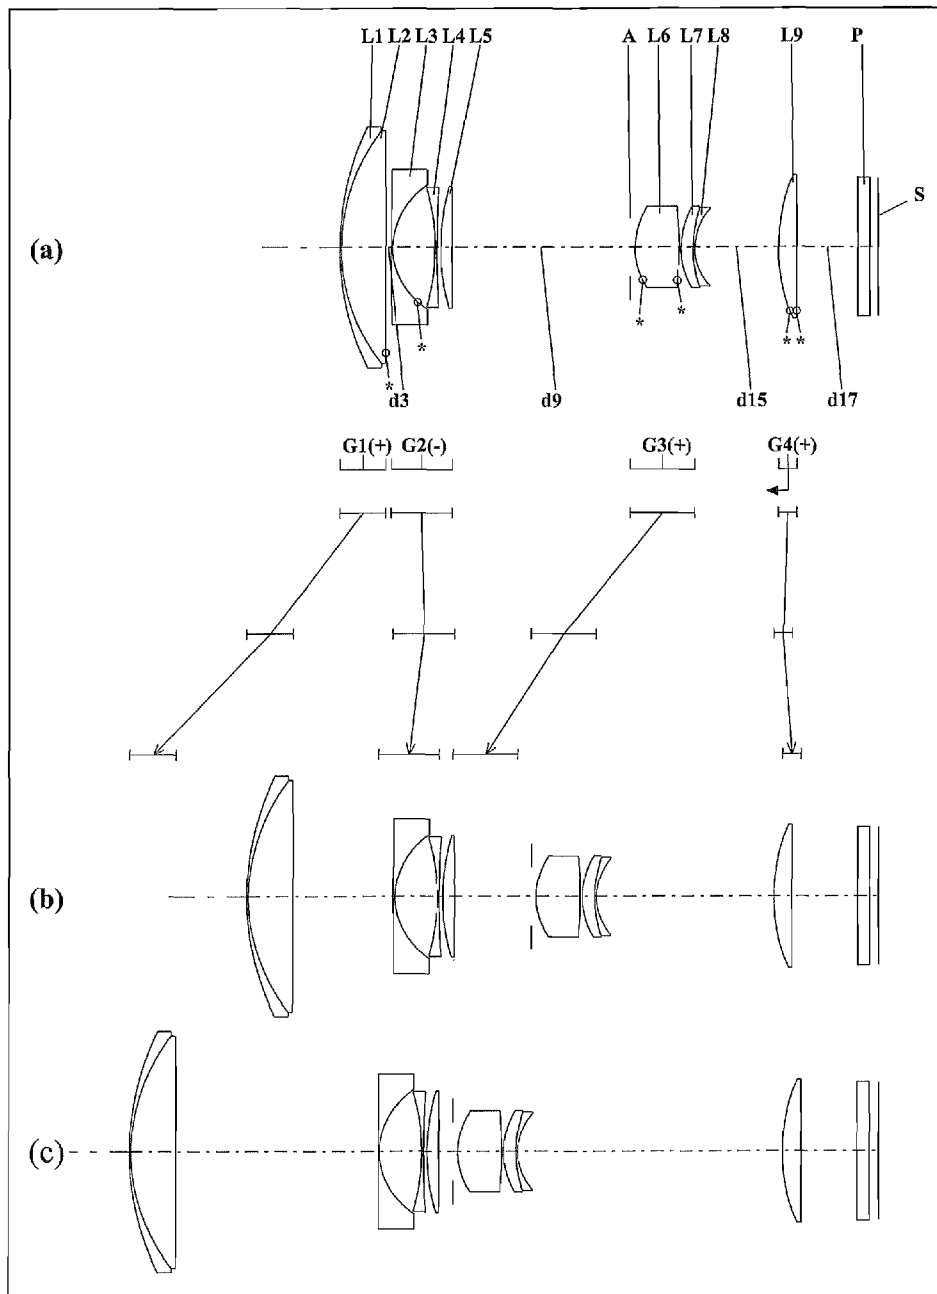 L1 L2 L3 L4 L5 A L6 L7 L8 L9 P
S
(a)
* * * * * *
d3 d9 d15 d17
G1(+) G2(-) G3(+) G4(+)
(b)
(c)